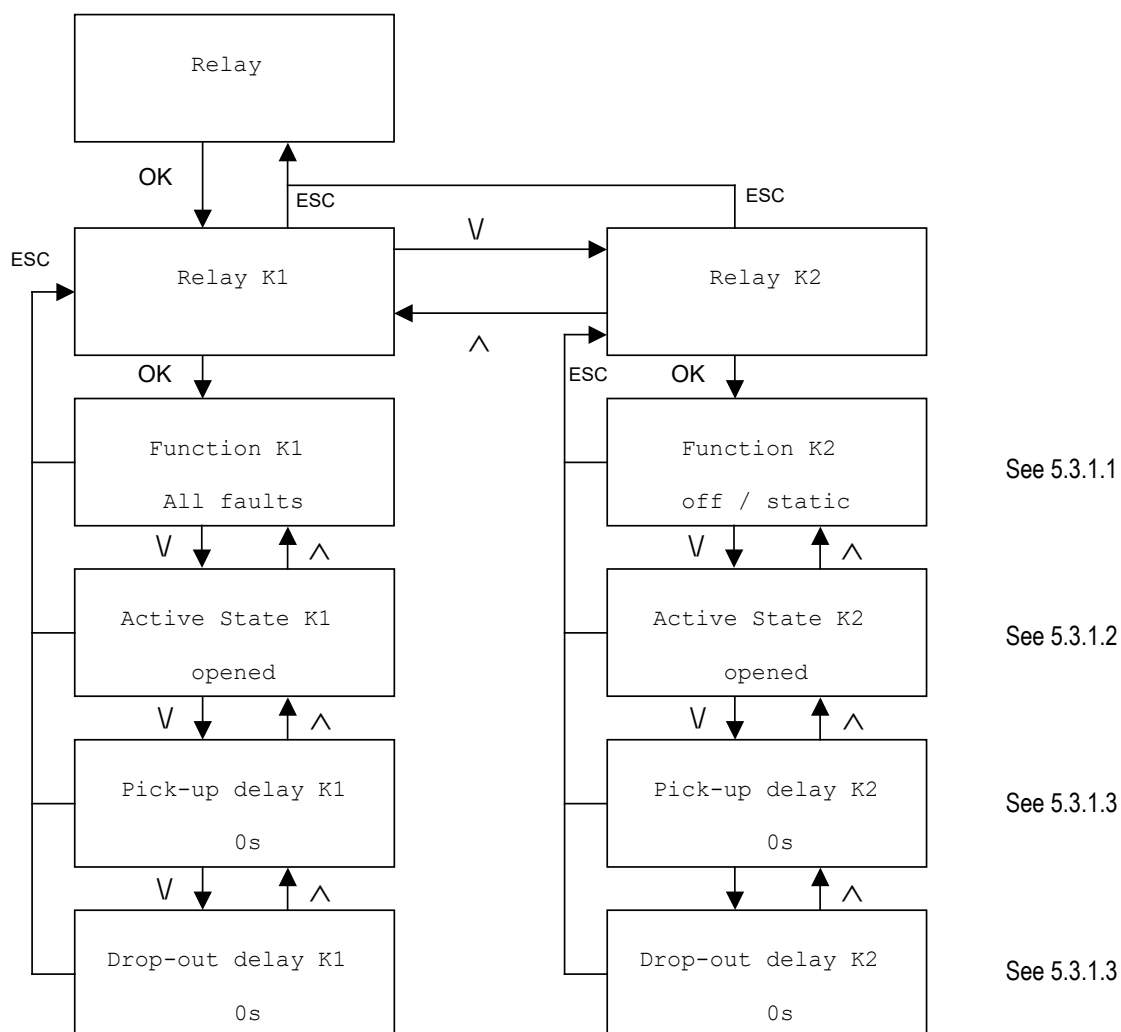 Relay
OK
ESC
ESC
\/
ESC
Relay K1
Relay K2
/\
OK
ESC
OK
Function K1
Function K2
See 5.3.1.1
All faults
off / static
\/
/\
\/
/\
Active State K1
Active State K2
See 5.3.1.2
opened
opened
\/
/\
\/
/\
Pick-up delay K1
Pick-up delay K2
See 5.3.1.3
0s
0s
\/
/\
/\
Drop-out delay K1
Drop-out delay K2
See 5.3.1.3
0s
0s